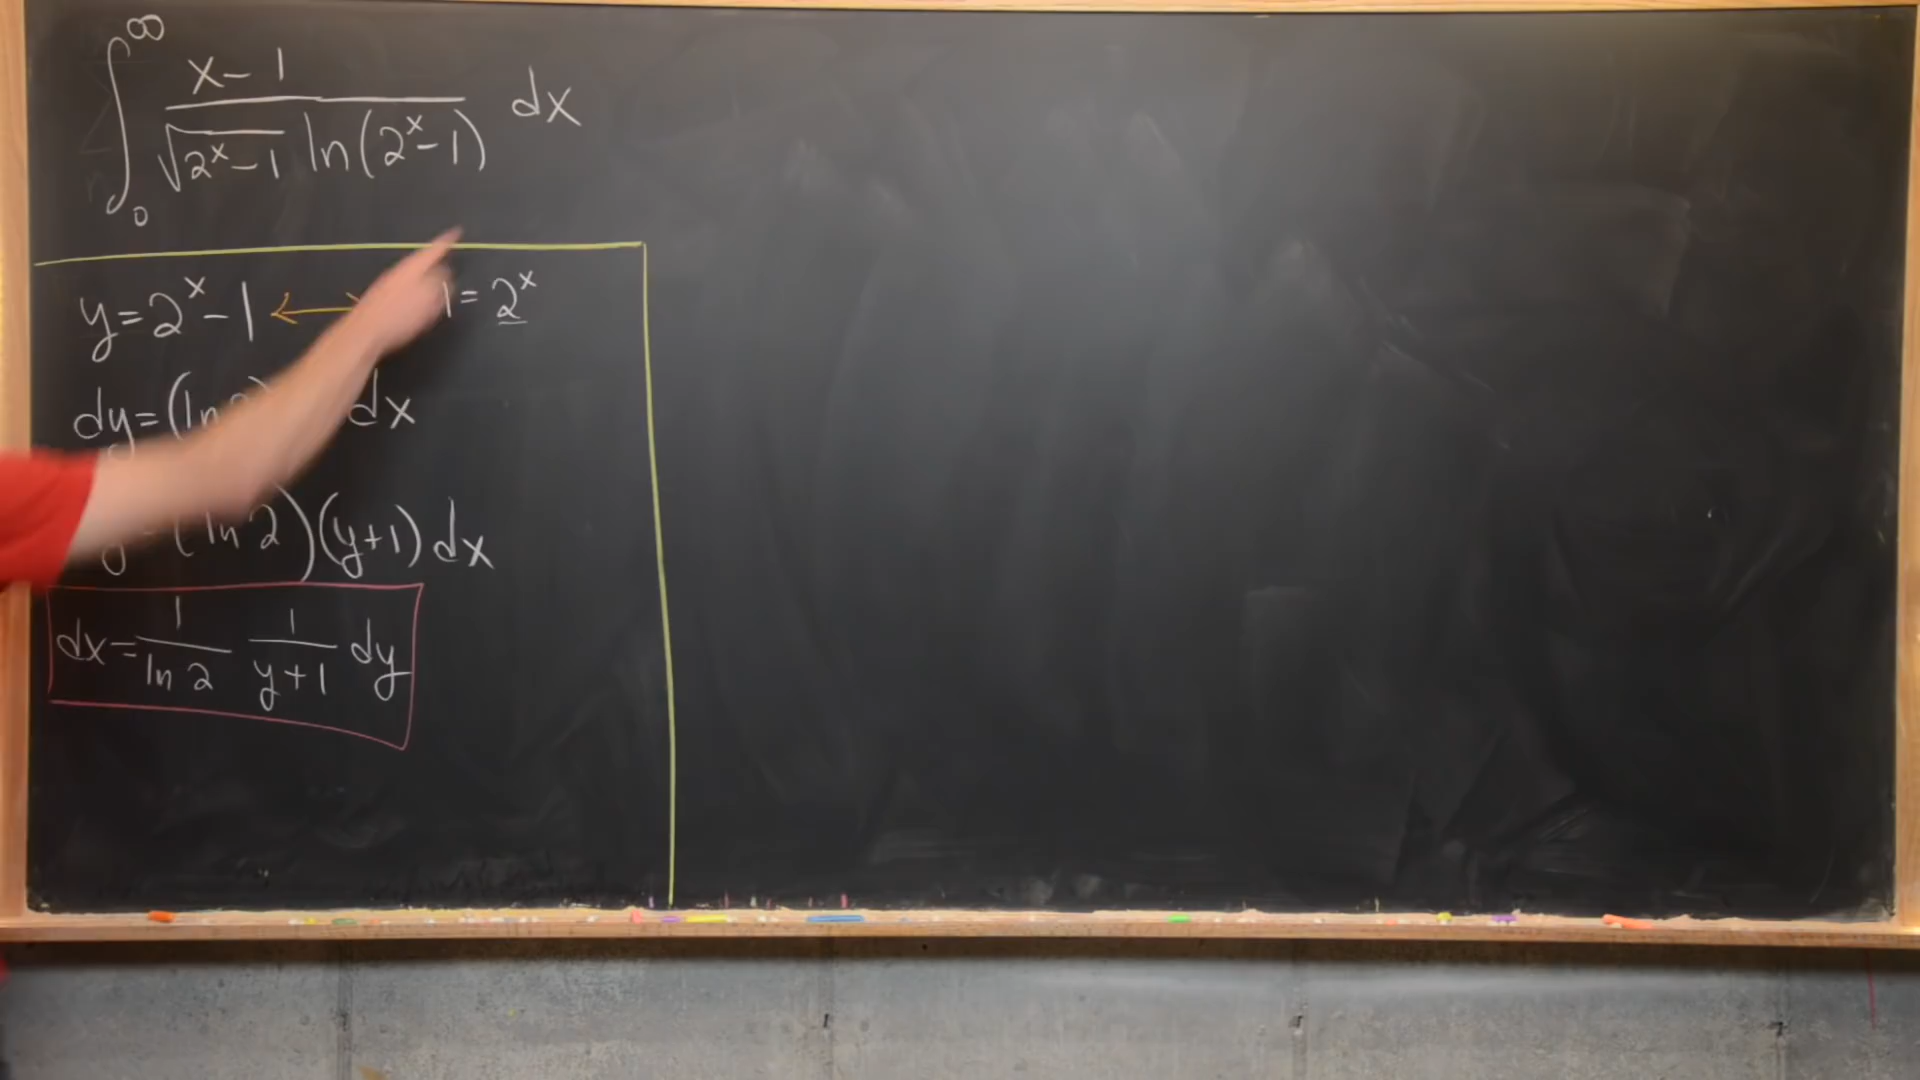 ∫₀^∞ (x-1)/(√(2^x-1) ln(2^x-1)) dx
y=2^x-1 ⟷ 1=2^x
dy=(ln 2) dx
(ln 2)(y+1)dx
dx=1/(ln 2) 1/(y+1) dy